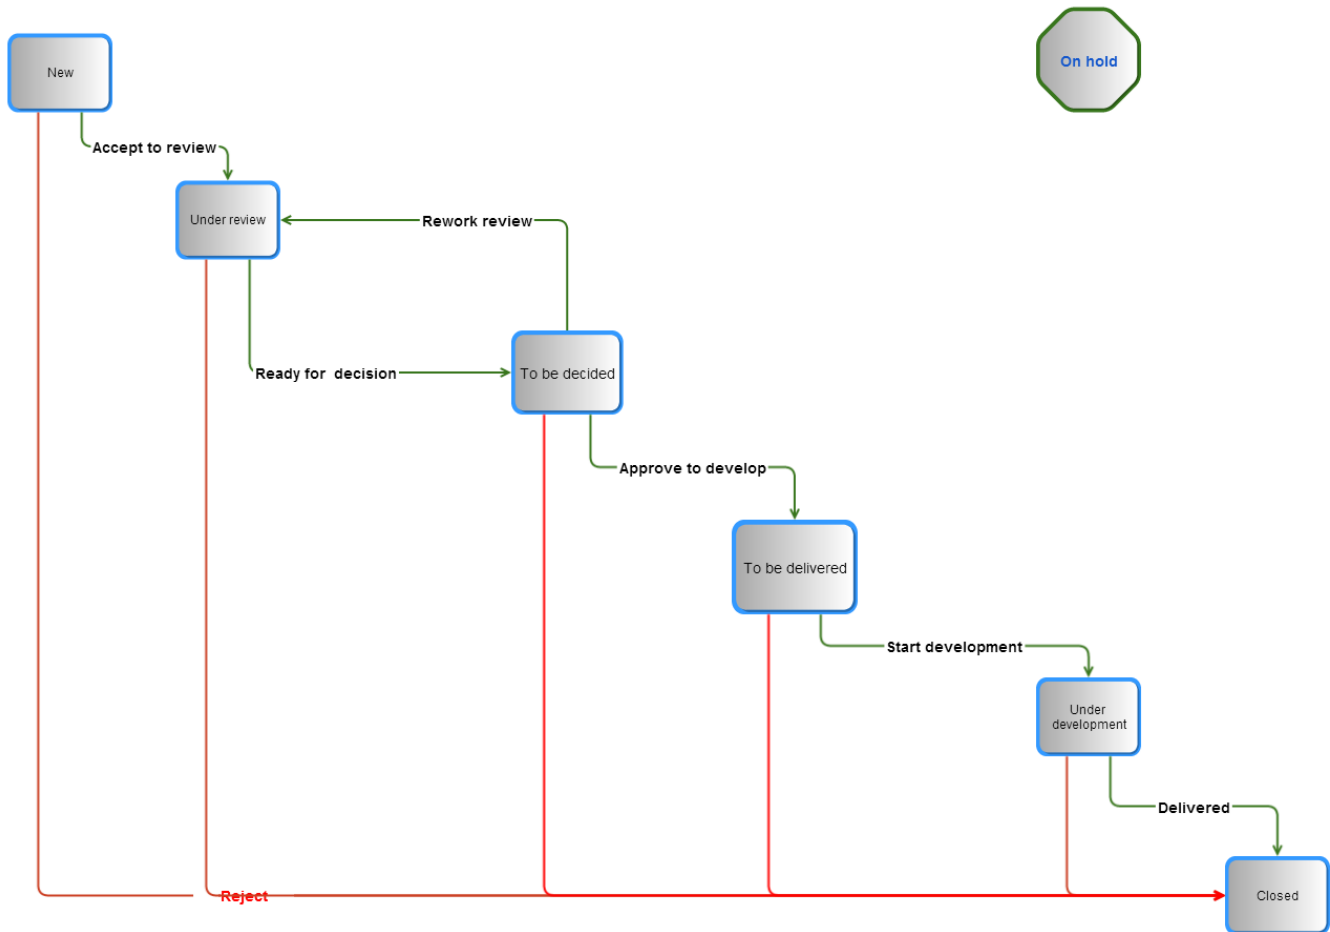 On hold
New
Accept to review
Under review
Rework review
Ready for decision
To be decided
Approve to develop
To be delivered
Start development
Under
development
Delivered
Reject
Closed